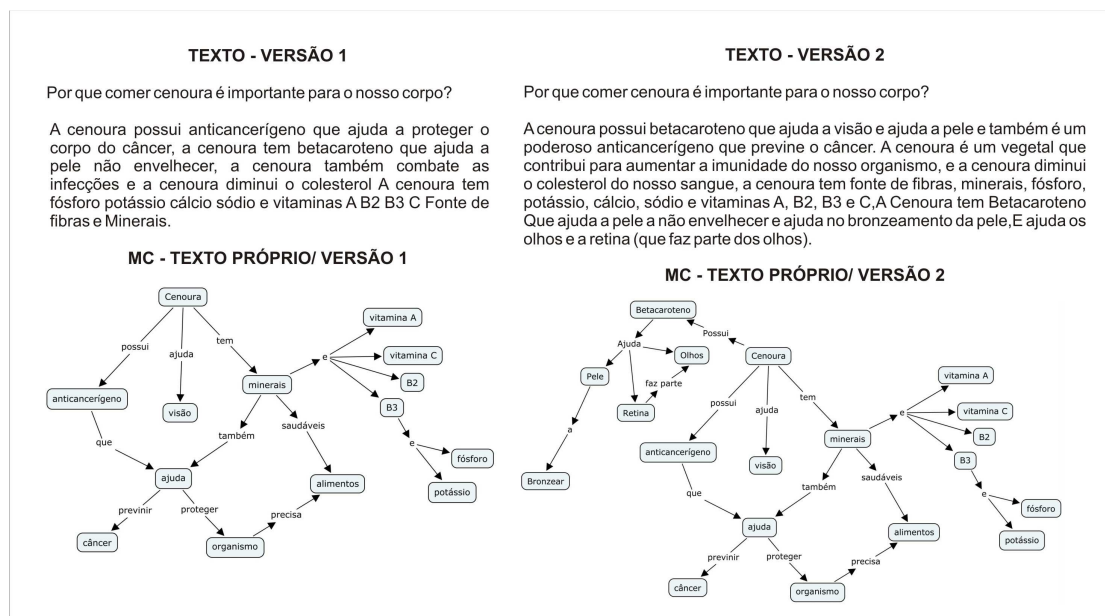 TEXTO - VERSÃO 1
Por que comer cenoura é importante para o nosso corpo?
A cenoura possui anticancerígeno que ajuda a proteger o
corpo do câncer, a cenoura tem betacaroteno que ajuda a
pele não envelhecer, a cenoura também combate as
infecções e a cenoura diminui o colesterol A cenoura tem
fósforo potássio cálcio sódio e vitaminas A B2 B3 C Fonte de
fibras e Minerais.
MC - TEXTO PRÓPRIO/ VERSÃO 1
Cenoura
vitamina A
possui
ajuda
tem
e
vitamina C
minerais
B2
anticancerígeno
visão
B3
que
também
saudáveis
e
fósforo
ajuda
alimentos
potássio
previnir
proteger
precisa
câncer
organismo
TEXTO - VERSÃO 2
Por que comer cenoura é importante para o nosso corpo?
A cenoura possui betacaroteno que ajuda a visão e ajuda a pele e também é um
poderoso anticancerígeno que previne o câncer. A cenoura é um vegetal que
contribui para aumentar a imunidade do nosso organismo, e a cenoura diminui
o colesterol do nosso sangue, a cenoura tem fonte de fibras, minerais, fósforo,
potássio, cálcio, sódio e vitaminas A, B2, B3 e C,A Cenoura tem Betacaroteno
Que ajuda a pele a não envelhecer e ajuda no bronzeamento da pele,E ajuda os
olhos e a retina (que faz parte dos olhos).
MC - TEXTO PRÓPRIO/ VERSÃO 2
Betacaroteno
Possui
Ajuda
Olhos
Cenoura
Pele
faz parte
vitamina A
Retina
possui
ajuda
tem
e
vitamina C
a
minerais
B2
anticancerígeno
visão
B3
Bronzear
que
também
saudáveis
e
fósforo
ajuda
alimentos
potássio
previnir
proteger
precisa
câncer
organismo